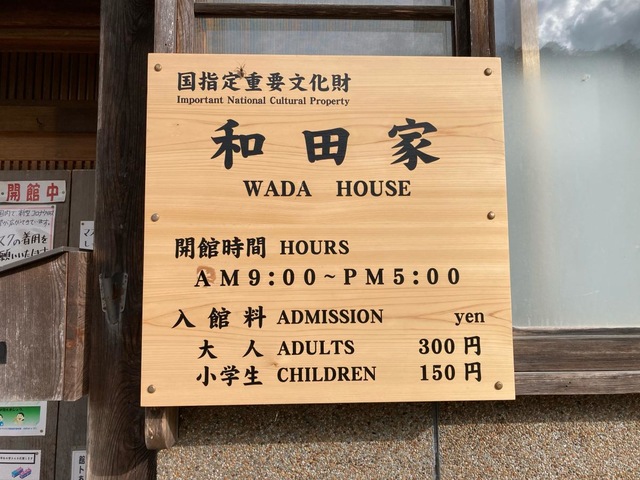 国指定重要文化財
Important National Cultural Property
和田家
WADA HOUSE
開館時間 HOURS
AM9:00~PM5:00
入館料 ADMISSION yen
大人 ADULTS 300円
小学生 CHILDREN 150円
開館中